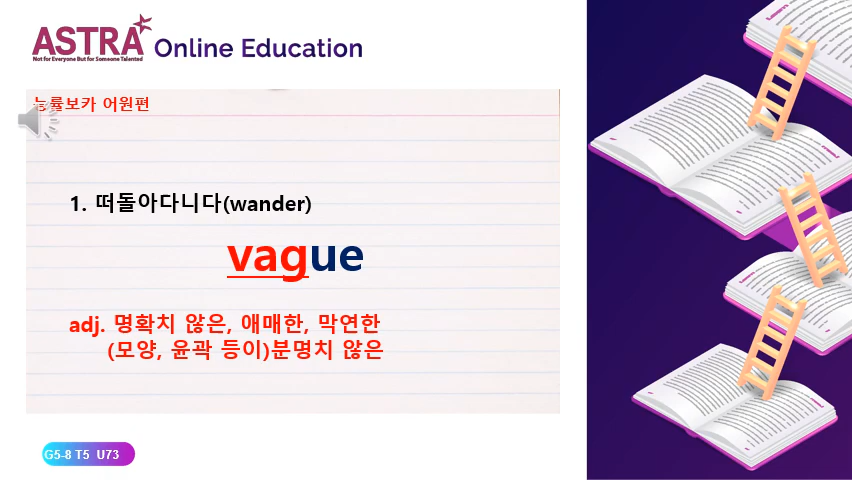 ASTRA
Not for Everyone But for Someone Talented
Online Education
능률보카 어원편
1. 떠돌아다니다(wander)
vague
adj. 명확치 않은, 애매한, 막연한
(모양, 윤곽 등이)분명치 않은
G5-8 T5 U73